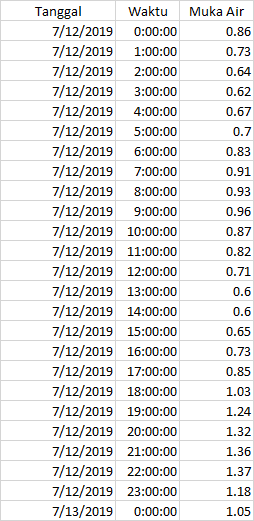 Tanggal Waktu Muka Air
7/12/2019 0:00:00 0.86
7/12/2019 1:00:00 0.73
7/12/2019 2:00:00 0.64
7/12/2019 3:00:00 0.62
7/12/2019 4:00:00 0.67
7/12/2019 5:00:00 0.7
7/12/2019 6:00:00 0.83
7/12/2019 7:00:00 0.91
7/12/2019 8:00:00 0.93
7/12/2019 9:00:00 0.96
7/12/2019 10:00:00 0.87
7/12/2019 11:00:00 0.82
7/12/2019 12:00:00 0.71
7/12/2019 13:00:00 0.6
7/12/2019 14:00:00 0.6
7/12/2019 15:00:00 0.65
7/12/2019 16:00:00 0.73
7/12/2019 17:00:00 0.85
7/12/2019 18:00:00 1.03
7/12/2019 19:00:00 1.24
7/12/2019 20:00:00 1.32
7/12/2019 21:00:00 1.36
7/12/2019 22:00:00 1.37
7/12/2019 23:00:00 1.18
7/13/2019 0:00:00 1.05